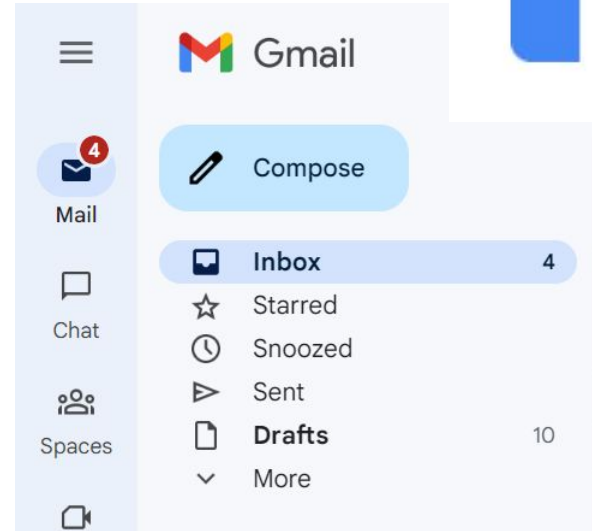 Gmail
4
Mail
Compose
Inbox 4
Chat
Starred
Snoozed
Spaces
Sent
Drafts 10
More